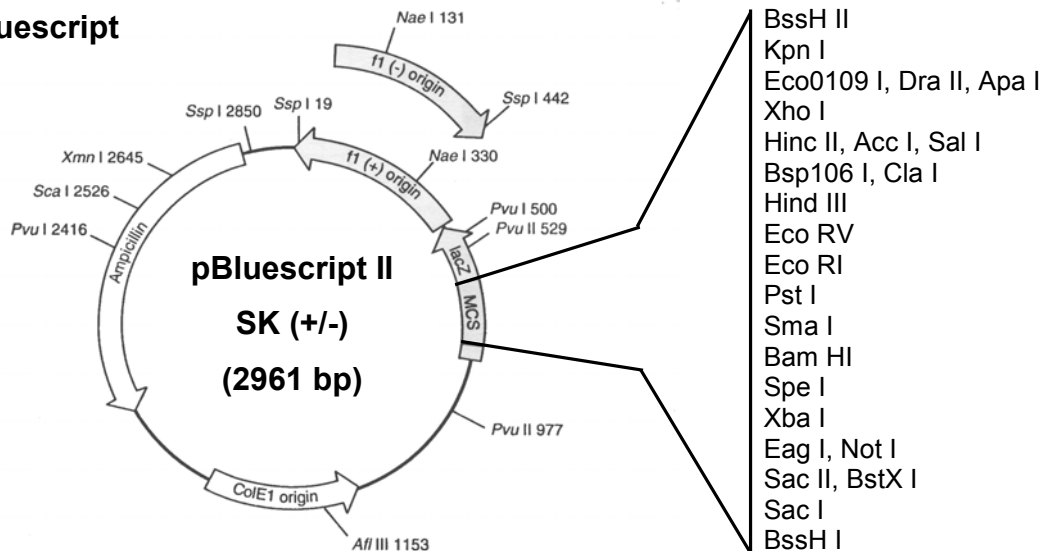 uescript
Nae I 131
f1 (-) origin
Ssp I 442
Ssp I 19
Ssp I 2850
f1 (+) origin
Nae I 330
Xmn I 2645
Sca I 2526
Pvu I 2416
Ampicillin
Pvu I 500
Pvu II 529
lacZ
MCS
pBluescript II
SK (+/-)
(2961 bp)
Pvu II 977
ColE1 origin
Afl III 1153
BssH II
Kpn I
Eco0109 I, Dra II, Apa I
Xho I
Hinc II, Acc I, Sal I
Bsp106 I, Cla I
Hind III
Eco RV
Eco RI
Pst I
Sma I
Bam HI
Spe I
Xba I
Eag I, Not I
Sac II, BstX I
Sac I
BssH I